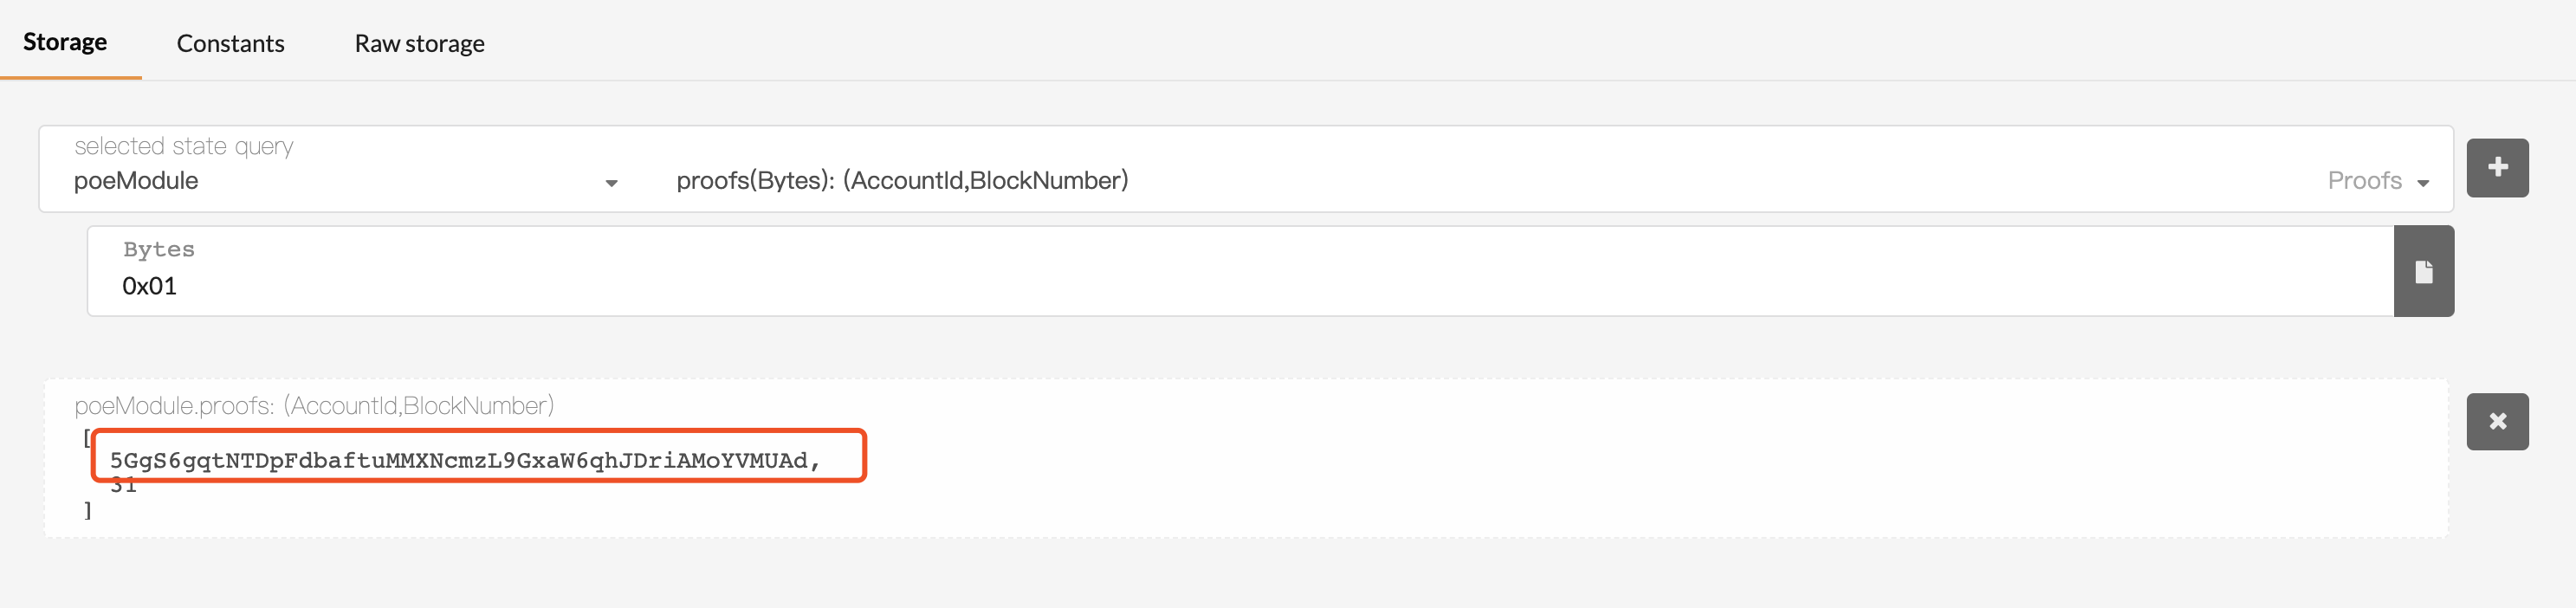 Storage Constants Raw storage
selected state query
poeModule proofs(Bytes): (AccountId,BlockNumber) Proofs
Bytes
0x01
poeModule.proofs: (AccountId,BlockNumber)
[
5GgS6gqtNTDpFdbaftuMMXNcmzL9GxaW6qhJDriAMoYVMUAd,
31
]